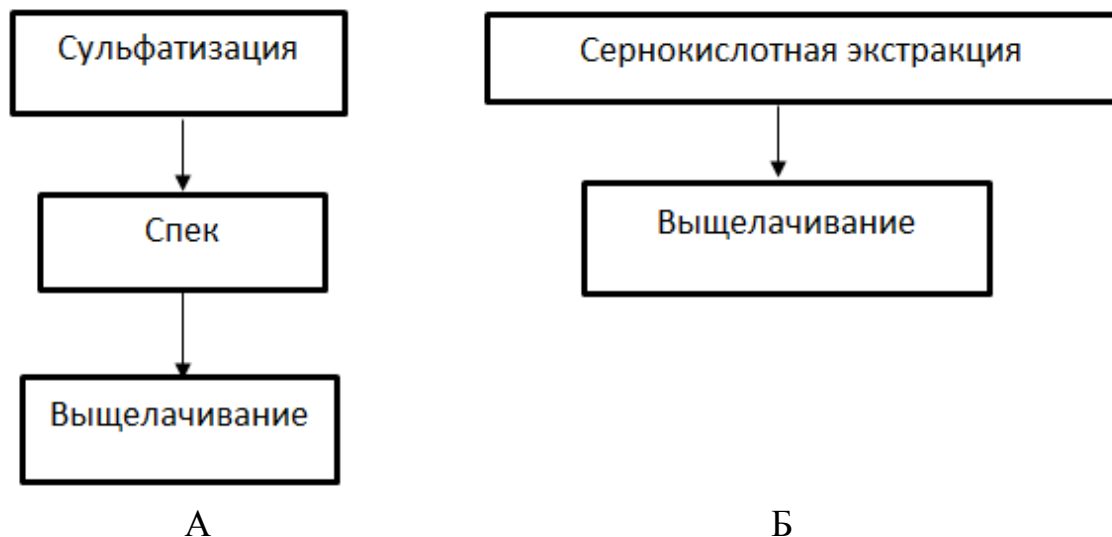 Сульфатизация
Спек
Выщелачивание
А
Сернокислотная экстракция
Выщелачивание
Б